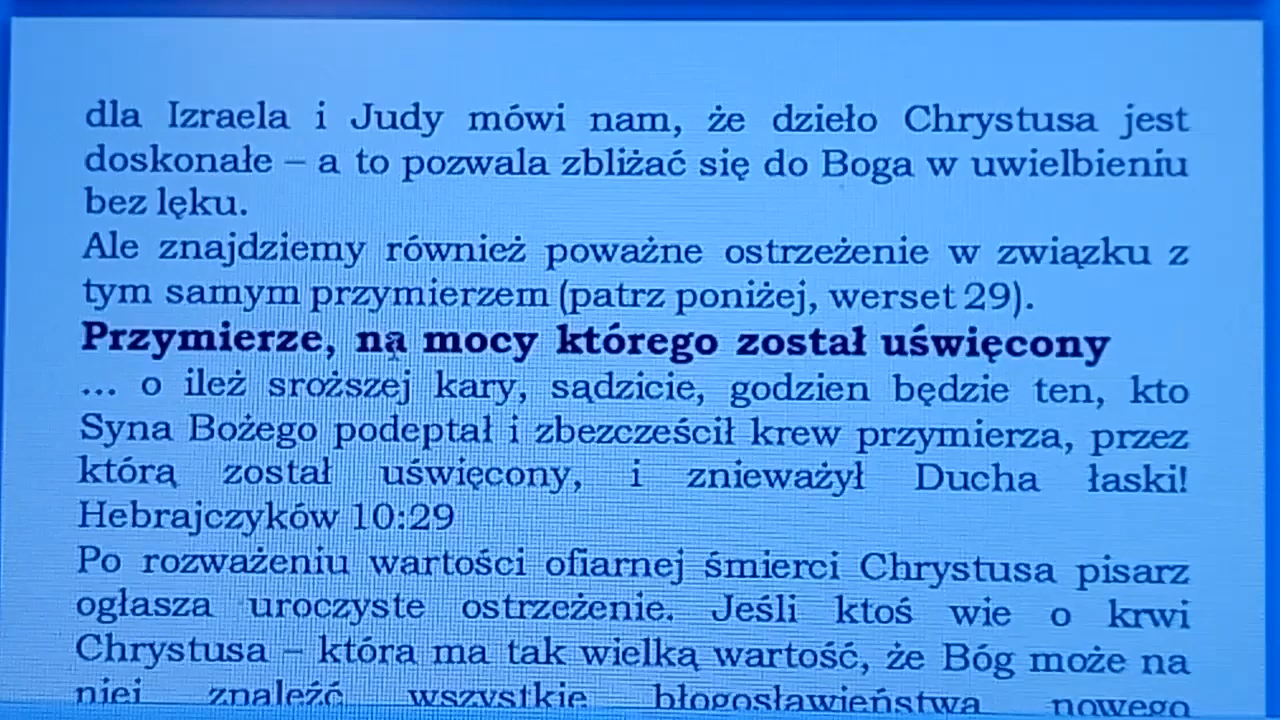 dla Izraela i Judy mówi nam, że dzieło Chrystusa jest
doskonałe – a to pozwala zbliżać się do Boga w uwielbieniu
bez lęku.
Ale znajdziemy również poważne ostrzeżenie w związku z
tym samym przymierzem (patrz poniżej, werset 29).
Przymierze, na mocy którego został uświęcony
... o ileż sroższej kary, sądzicie, godzien będzie ten, kto
Syna Bożego podeptał i zbezcześcił krew przymierza, przez
którą został uświęcony, i znieważył Ducha łaski!
Hebrajczyków 10:29
Po rozważeniu wartości ofiarnej śmierci Chrystusa pisarz
ogłasza uroczyste ostrzeżenie. Jeśli ktoś wie o krwi
Chrystusa – która ma tak wielką wartość, że Bóg może na
niej znaleźć wszystkie błogosławieństwa nowego